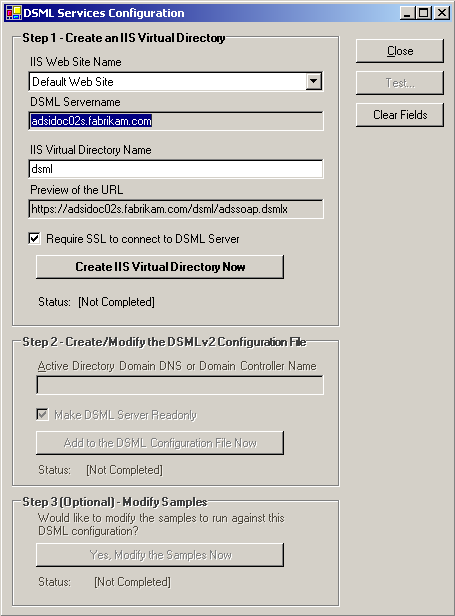 DSML Services Configuration
Step 1 - Create an IIS Virtual Directory
IIS Web Site Name
Default Web Site
DSML Servername
adsidoc02s.fabrikam.com
IIS Virtual Directory Name
dsml
Preview of the URL
https://adsidoc02s.fabrikam.com/dsml/adssoap.dsmlx
Require SSL to connect to DSML Server
Create IIS Virtual Directory Now
Status: [Not Completed]
Close
Test...
Clear Fields
Step 2 - Create/Modify the DSMLv2 Configuration File
Active Directory Domain DNS or Domain Controller Name
Make DSML Server Readonly
Add to the DSML Configuration File Now
Status: [Not Completed]
Step 3 (Optional) - Modify Samples
Would like to modify the samples to run against this
DSML configuration?
Yes, Modify the Samples Now
Status: [Not Completed]